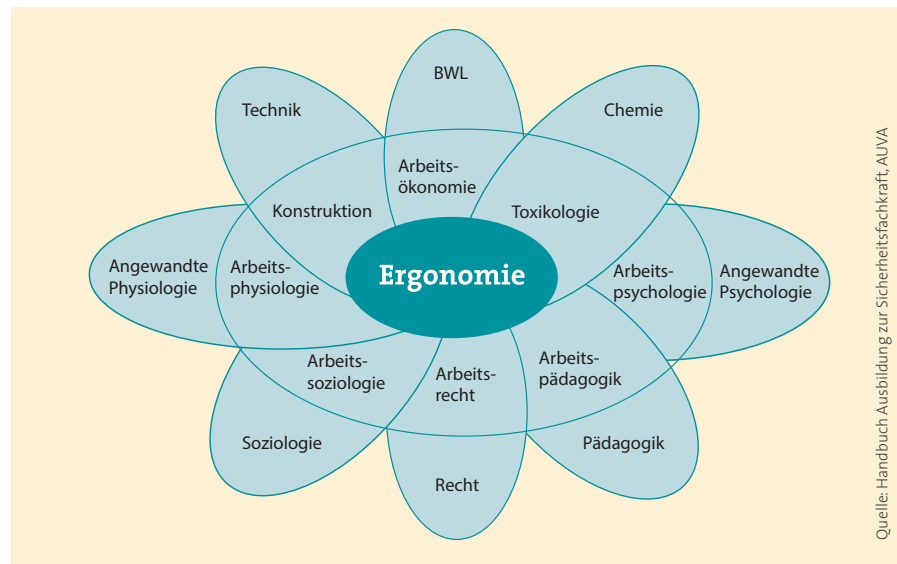 BWL
Technik
Chemie
Arbeits-
ökonomie
Konstruktion
Toxikologie
Ergonomie
Angewandte
Physiologie
Arbeits-
physiologie
Arbeits-
psychologie
Angewandte
Psychologie
Arbeits-
soziologie
Arbeits-
recht
Arbeits-
pädagogik
Soziologie
Pädagogik
Recht
Quelle: Handbuch Ausbildung zur Sicherheitsfachkraft, AUVA